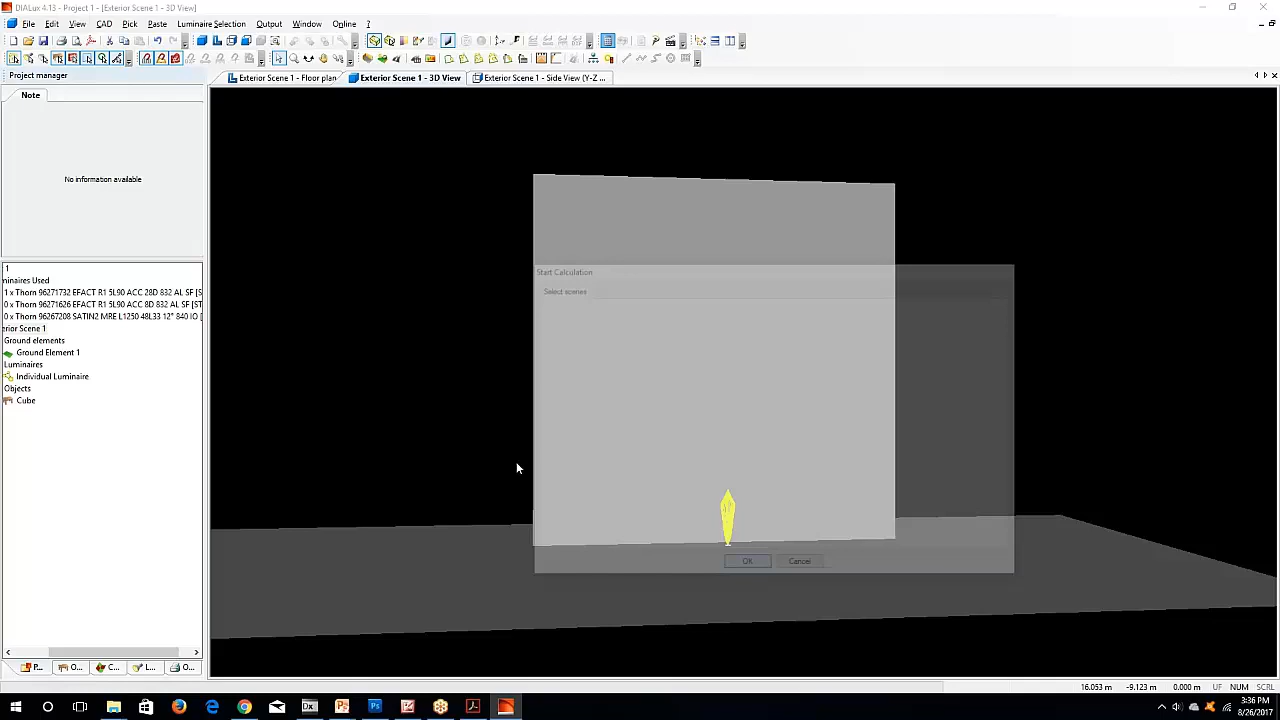 DIALux 4.13 - Project 1 - [Exterior Scene 1 - 3D View]
File Edit View CAD Pick Paste Luminaire Selection Output Window Online ?
Project manager
Exterior Scene 1 - Floor plan
Exterior Scene 1 - 3D View
Exterior Scene 1 - Side View (Y-Z ...
Note
No information available
1
minaires Used
1 x Thorn 96271732 EFACT R1 5L90 ACC 28D 832 AL SF [S
0 x Thorn 96271626 EFACT R1 5L90 ACC 8D 832 AL SF [ST
0 x Thorn 96267208 SATIN2 MRE L1250 48L33 12° 840 IO [
erior Scene 1
Ground elements
Ground Element 1
Luminaires
Individual Luminaire
Objects
Cube
Start Calculation
Select scenes
OK Cancel
P... O... C... L... O...
16.053 m -9.123 m 0.000 m UF NUM SCRL
3:36 PM
8/26/2017